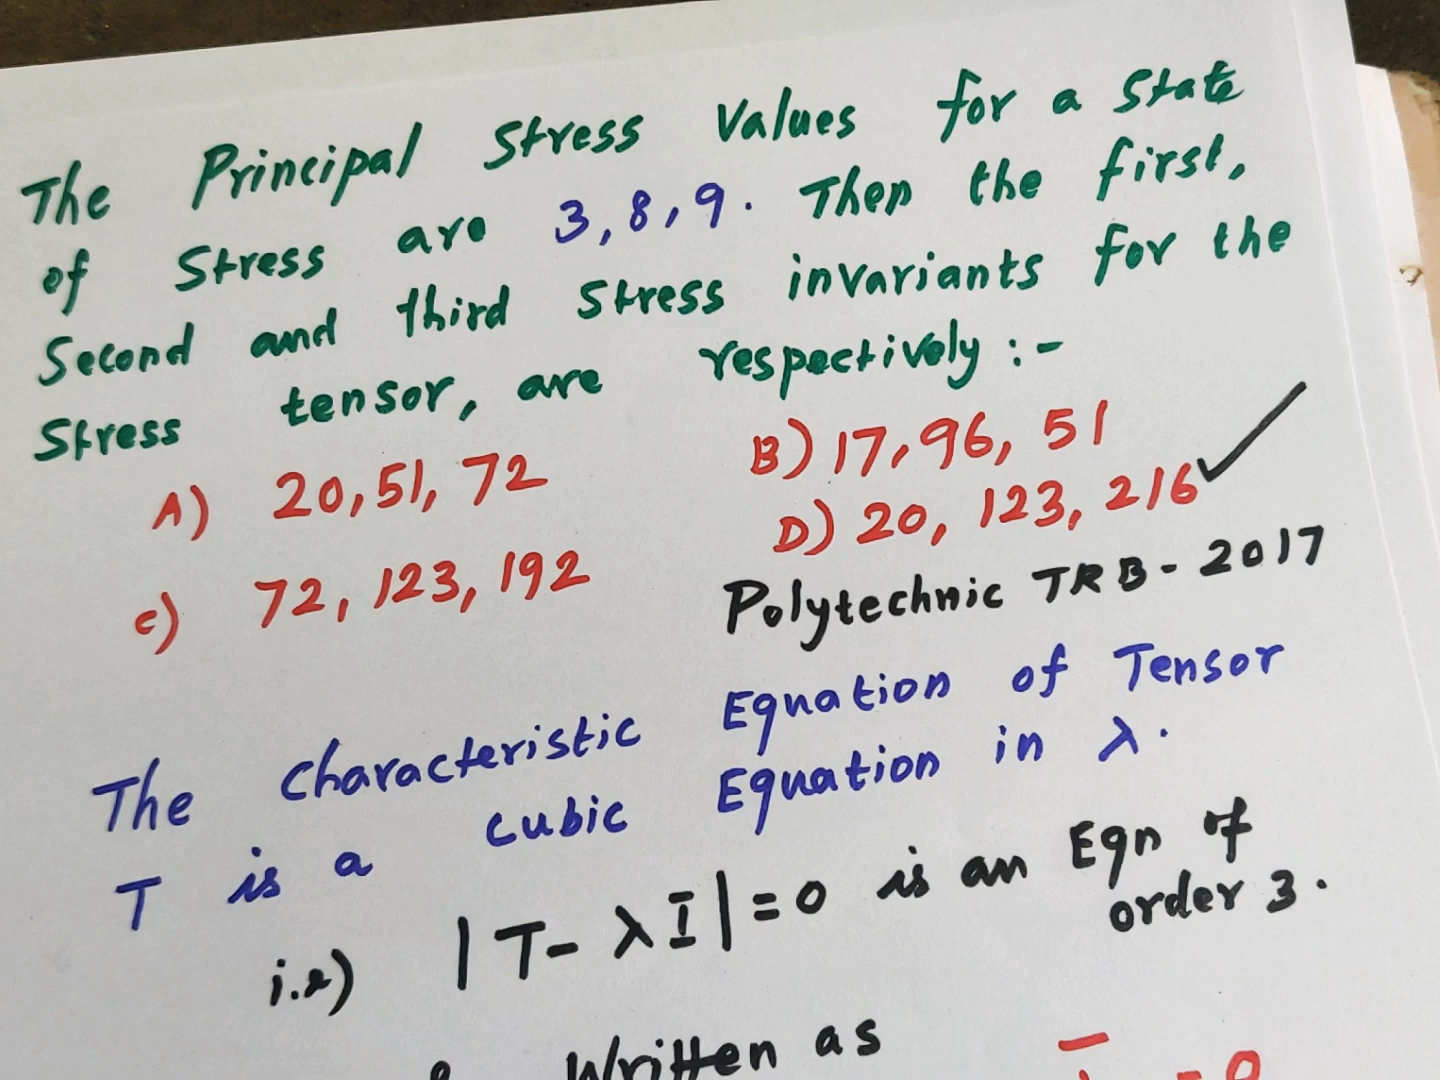 The Principal Stress Values for a State
of Stress are 3,8,9. Then the first,
Second and third Stress invariants for the
Stress tensor, are respectively :-
A) 20,51,72 B) 17,96, 51
C) 72, 123, 192 D) 20, 123, 216 ✓
Polytechnic TRB - 2017
The Characteristic Equation of Tensor
T is a cubic Equation in λ.
i.e) |T- λI|=0 is an Eqn of
order 3.
Written as